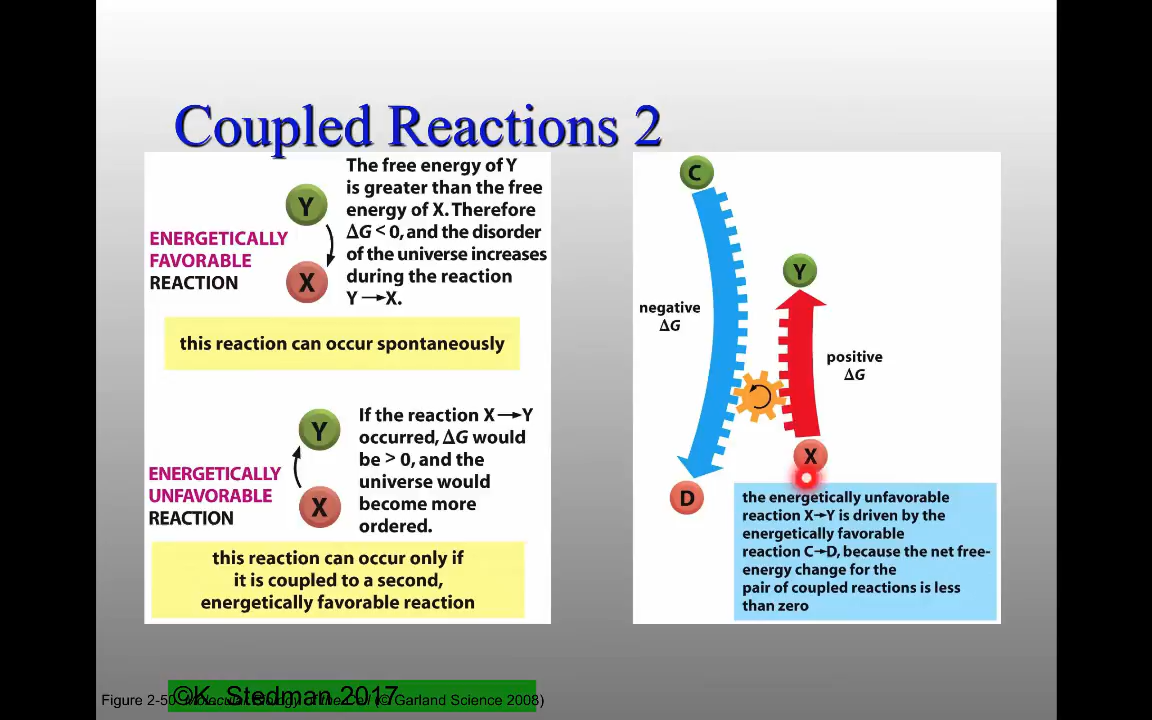 Coupled Reactions 2
The free energy of Y
is greater than the free
energy of X. Therefore
ΔG < 0, and the disorder
of the universe increases
during the reaction
Y → X.
Y
X
ENERGETICALLY
FAVORABLE
REACTION
this reaction can occur spontaneously
If the reaction X → Y
occurred, ΔG would
be > 0, and the
universe would
become more
ordered.
Y
X
ENERGETICALLY
UNFAVORABLE
REACTION
this reaction can occur only if
it is coupled to a second,
energetically favorable reaction
C
Y
negative
ΔG
positive
ΔG
X
D
the energetically unfavorable
reaction X→Y is driven by the
energetically favorable
reaction C→D, because the net free-
energy change for the
pair of coupled reactions is less
than zero
©K. Stedman 2017
Figure 2-50 Molecular Biology of the Cell (© Garland Science 2008)